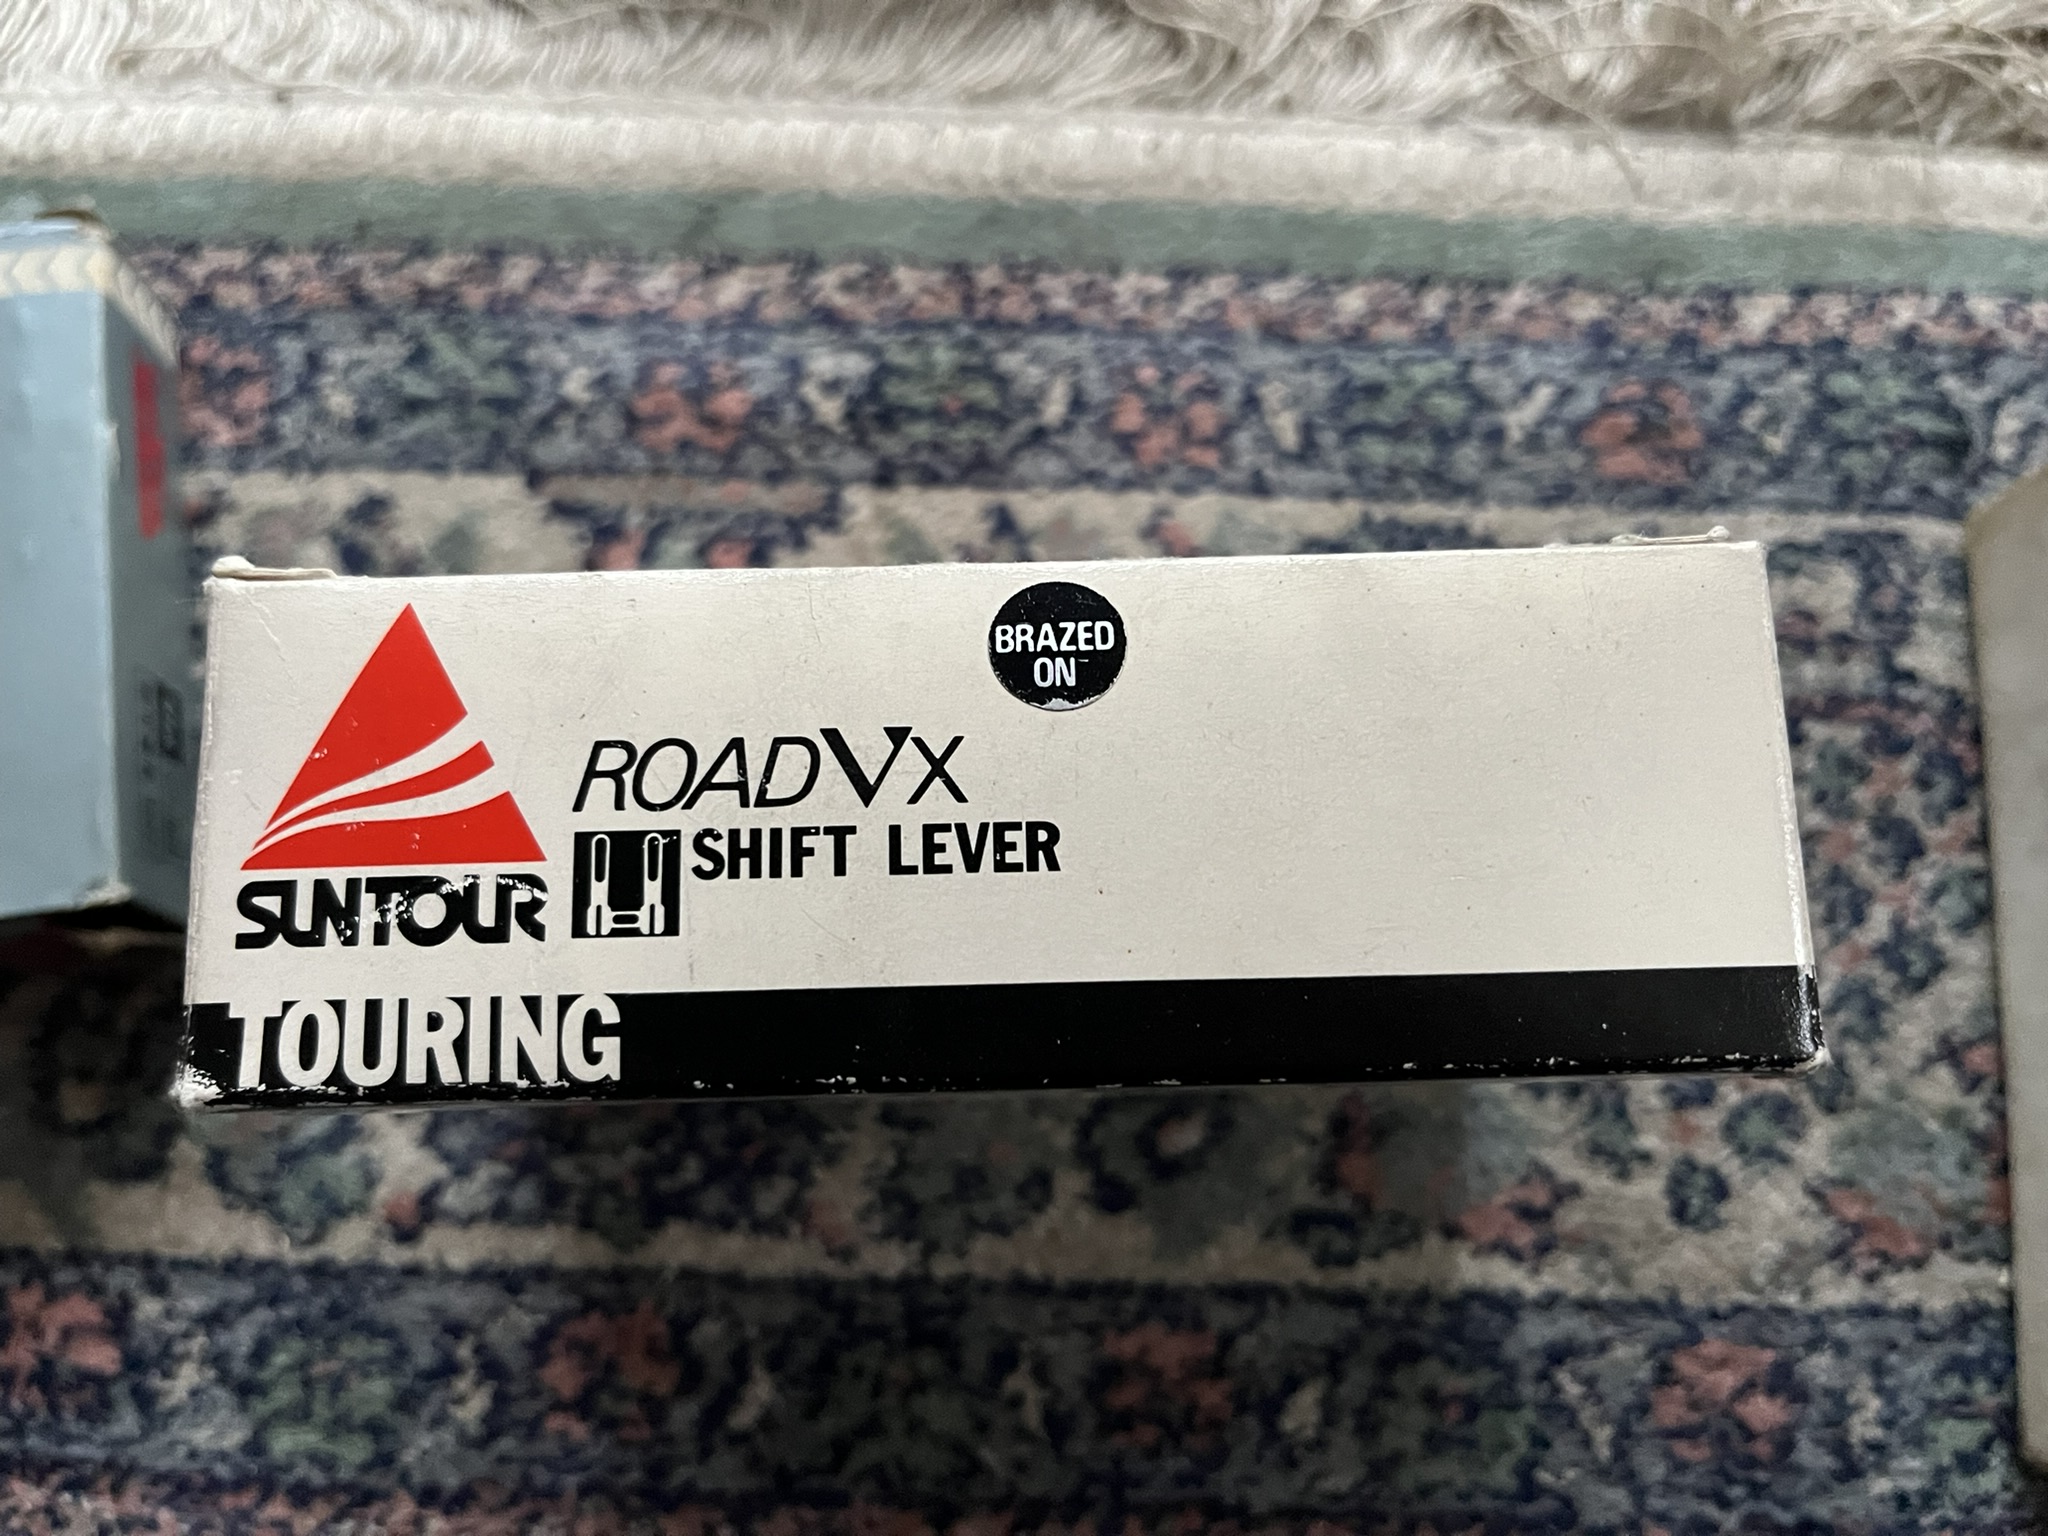 BRAZED
ON
ROADVX
SHIFT LEVER
SUNTOUR
TOURING